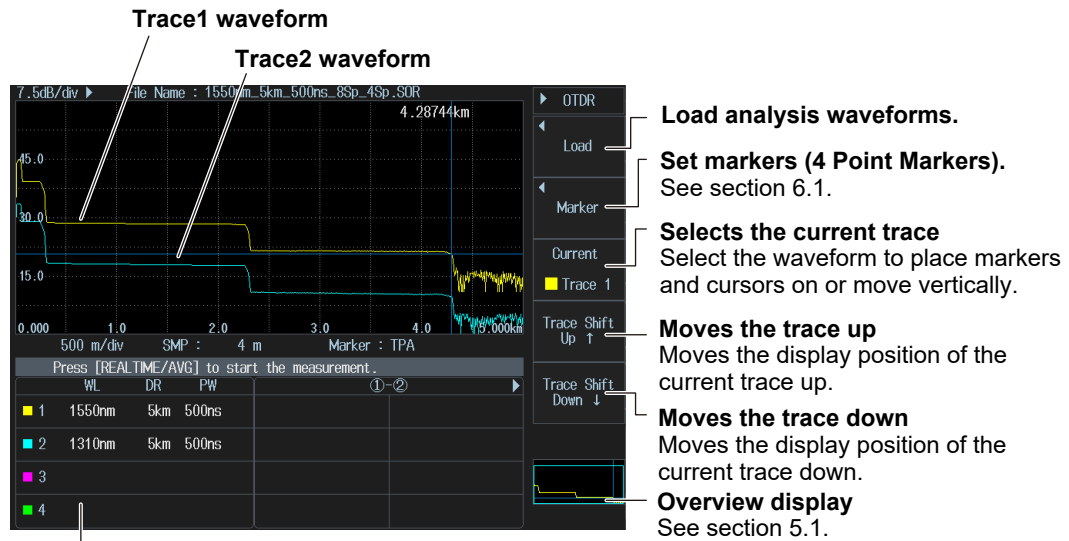 Trace1 waveform
Trace2 waveform
7.5dB/div ▶ File Name : 1550nm_5km_500ns_8Sp_4Sp.SOR
4.28744km
45.0
30.0
15.0
0.000 1.0 2.0 3.0 4.0 5.000km
500 m/div SMP : 4 m Marker : TPA
Press [REALTIME/AVG] to start the measurement.
WL DR PW ①-②
1 1550nm 5km 500ns
2 1310nm 5km 500ns
3
4
OTDR
Load
Marker
Current
Trace 1
Trace Shift
Up ↑
Trace Shift
Down ↓
Load analysis waveforms.
Set markers (4 Point Markers).
See section 6.1.
Selects the current trace
Select the waveform to place markers
and cursors on or move vertically.
Moves the trace up
Moves the display position of the
current trace up.
Moves the trace down
Moves the display position of the
current trace down.
Overview display
See section 5.1.